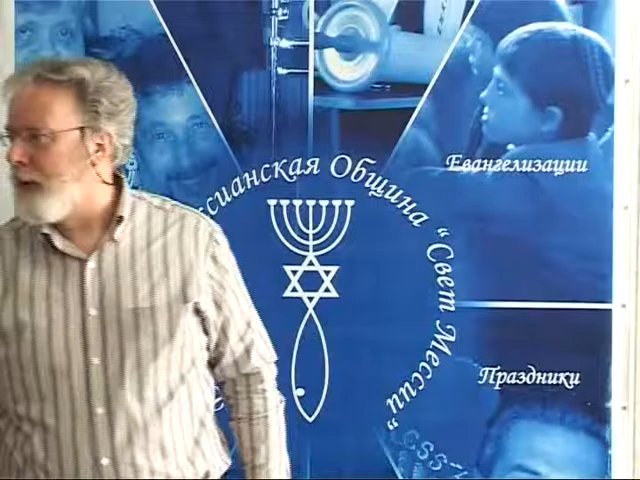 Евангелизации
ссианская Община "Свет Мессии"
Праздники